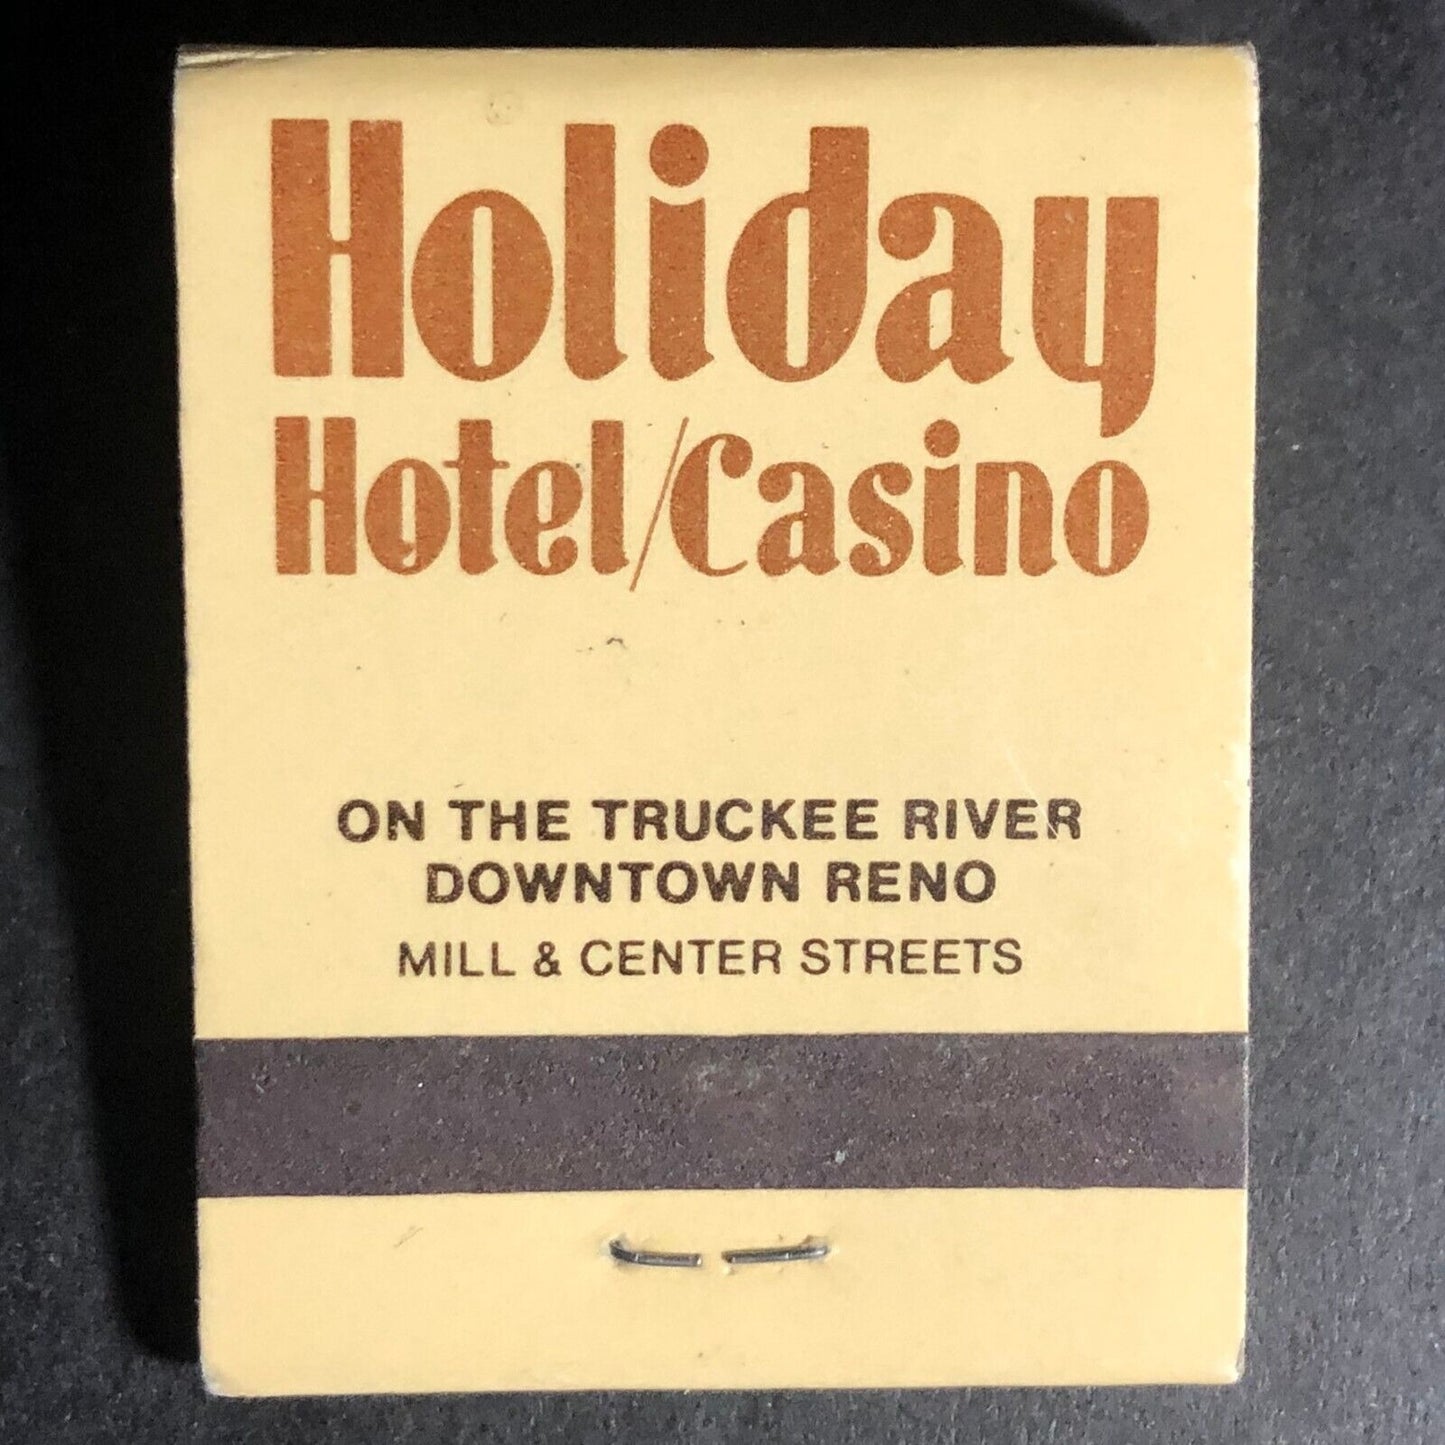 Holiday
Hotel/Casino
ON THE TRUCKEE RIVER
DOWNTOWN RENO
MILL & CENTER STREETS